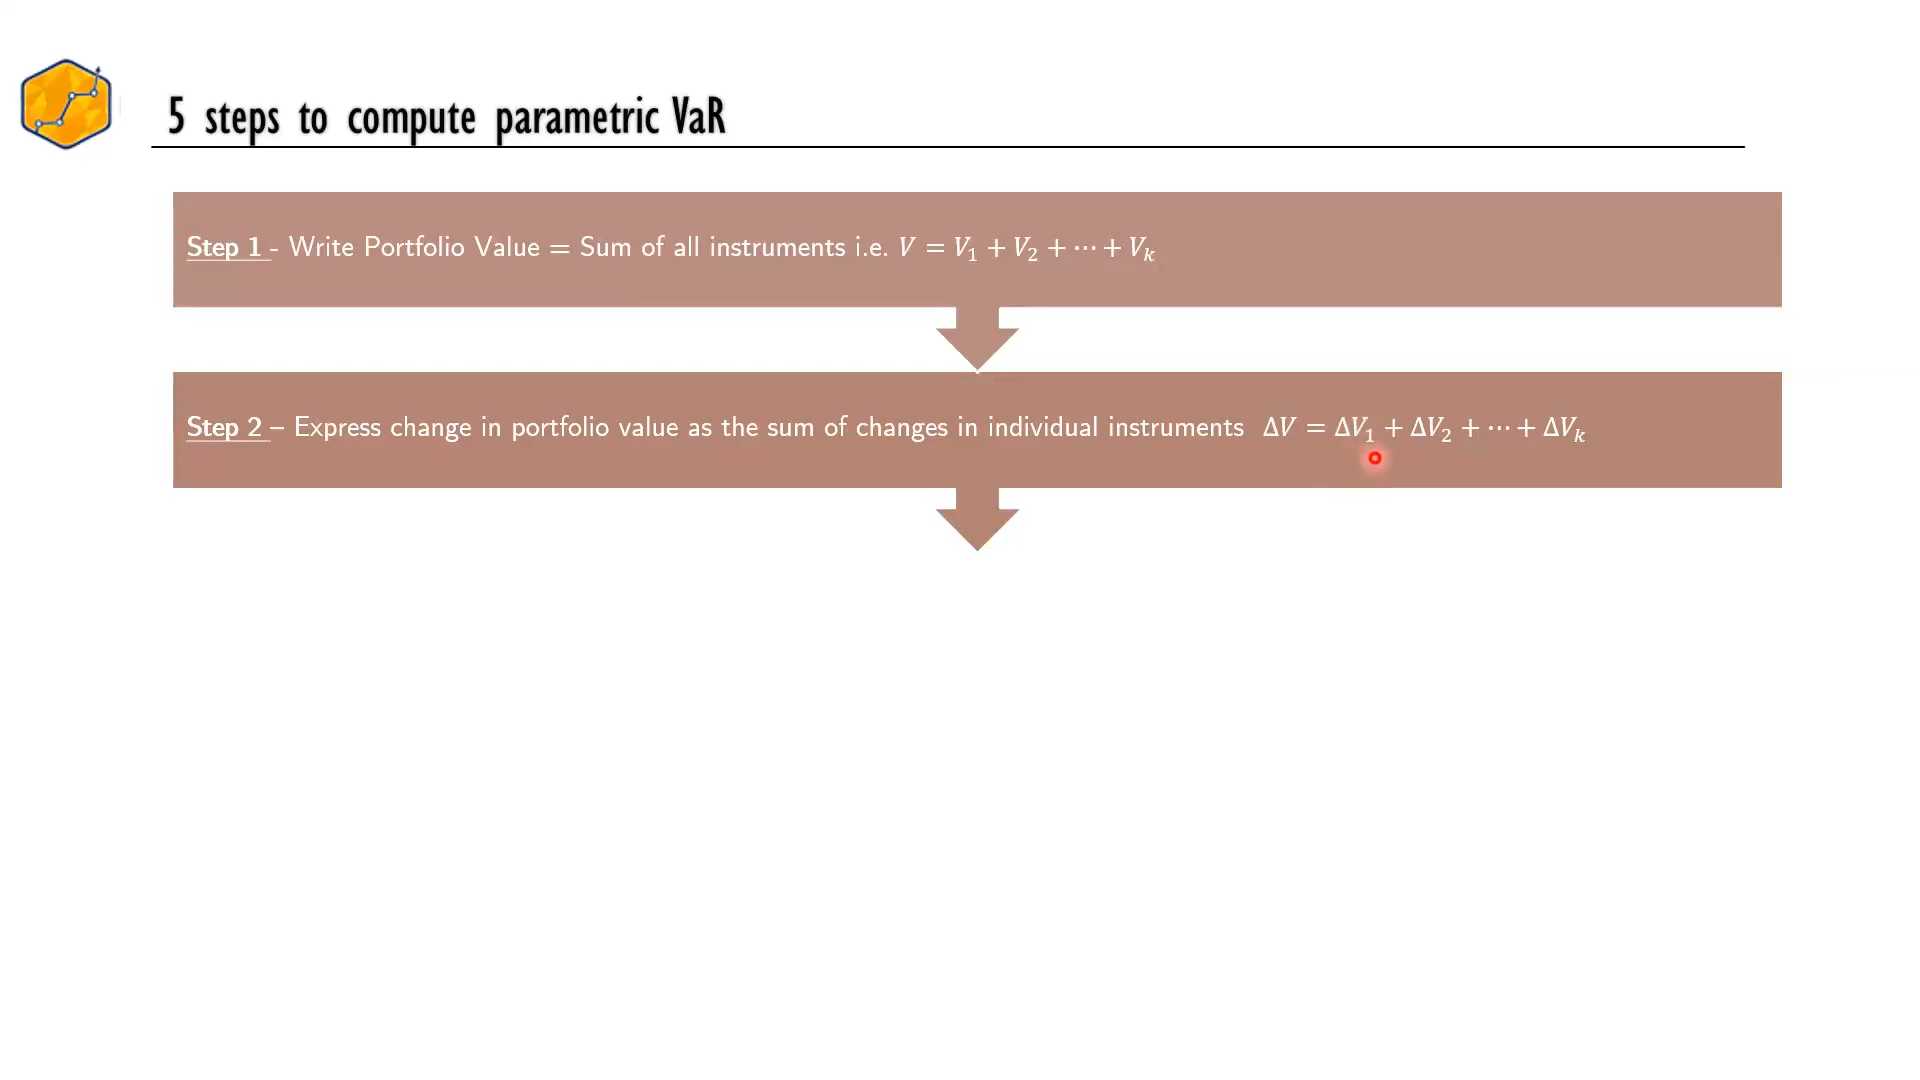 5 steps to compute parametric VaR
Step 1 - Write Portfolio Value = Sum of all instruments i.e. V = V₁ + V₂ + ⋯ + Vₖ
Step 2 – Express change in portfolio value as the sum of changes in individual instruments ΔV = ΔV₁ + ΔV₂ + ⋯ + ΔVₖ